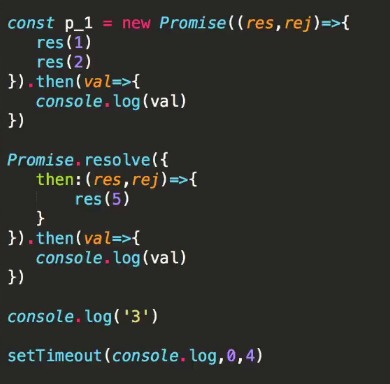 const p_1 = new Promise((res,rej)=>{
res(1)
res(2)
}).then(val=>{
console.log(val)
})
Promise.resolve({
then:(res,rej)=>{
res(5)
}
}).then(val=>{
console.log(val)
})
console.log('3')
setTimeout(console.log,0,4)